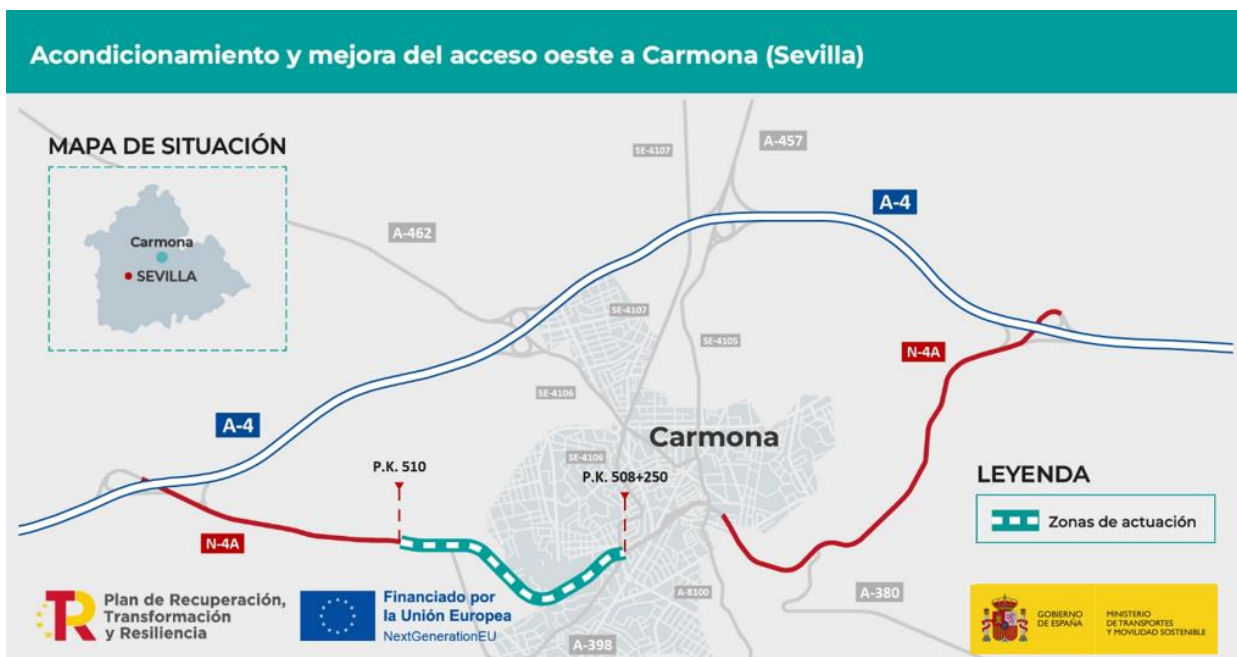 Acondicionamiento y mejora del acceso oeste a Carmona (Sevilla)
MAPA DE SITUACIÓN
Carmona
SEVILLA
SE-4107
A-457
A-4
A-462
SE-4107
SE-4105
N-4A
SE-4106
A-4
Carmona
SE-4106
P.K. 510
P.K. 508+250
LEYENDA
Zonas de actuación
N-4A
A-8100
A-380
A-398
Plan de Recuperación,
Transformación
y Resiliencia
Financiado por
la Unión Europea
NextGenerationEU
GOBIERNO
DE ESPAÑA
MINISTERIO
DE TRANSPORTES
Y MOVILIDAD SOSTENIBLE